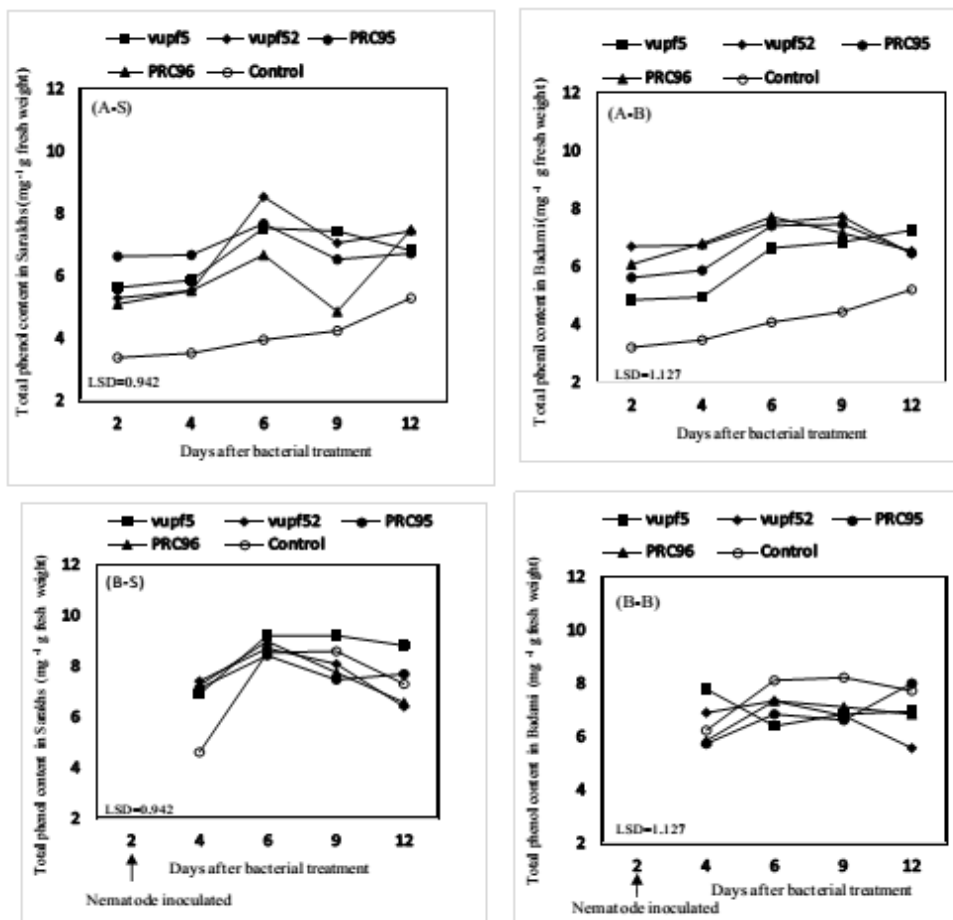 vupf5 vupf52 PRC95
PRC96 Control
Total phenol content in Sarakhs (mg⁻¹ g fresh weight)
12
10
8
6
4
2
(A-S)
LSD=0.942
2 4 6 9 12
Days after bacterial treatment
vupf5 vupf52 PRC95
PRC96 Control
Total phenil content in Badami (mg⁻¹ g fresh weight)
12
10
8
6
4
2
(A-B)
LSD=1.127
2 4 6 9 12
Days after bacterial treatment
vupf5 vupf52 PRC95
PRC96 Control
Total phenol content in Sarakhs (mg⁻¹ g fresh weight)
12
10
8
6
4
2
(B-S)
LSD=0.942
2 4 6 9 12
Days after bacterial treatment
Nematode inoculated
vupf5 vupf52 PRC95
PRC96 Control
Total phenol content in Badami (mg⁻¹ g fresh weight)
12
10
8
6
4
2
(B-B)
LSD=1.127
2 4 6 9 12
Days after bacterial treatment
Nematode inoculated